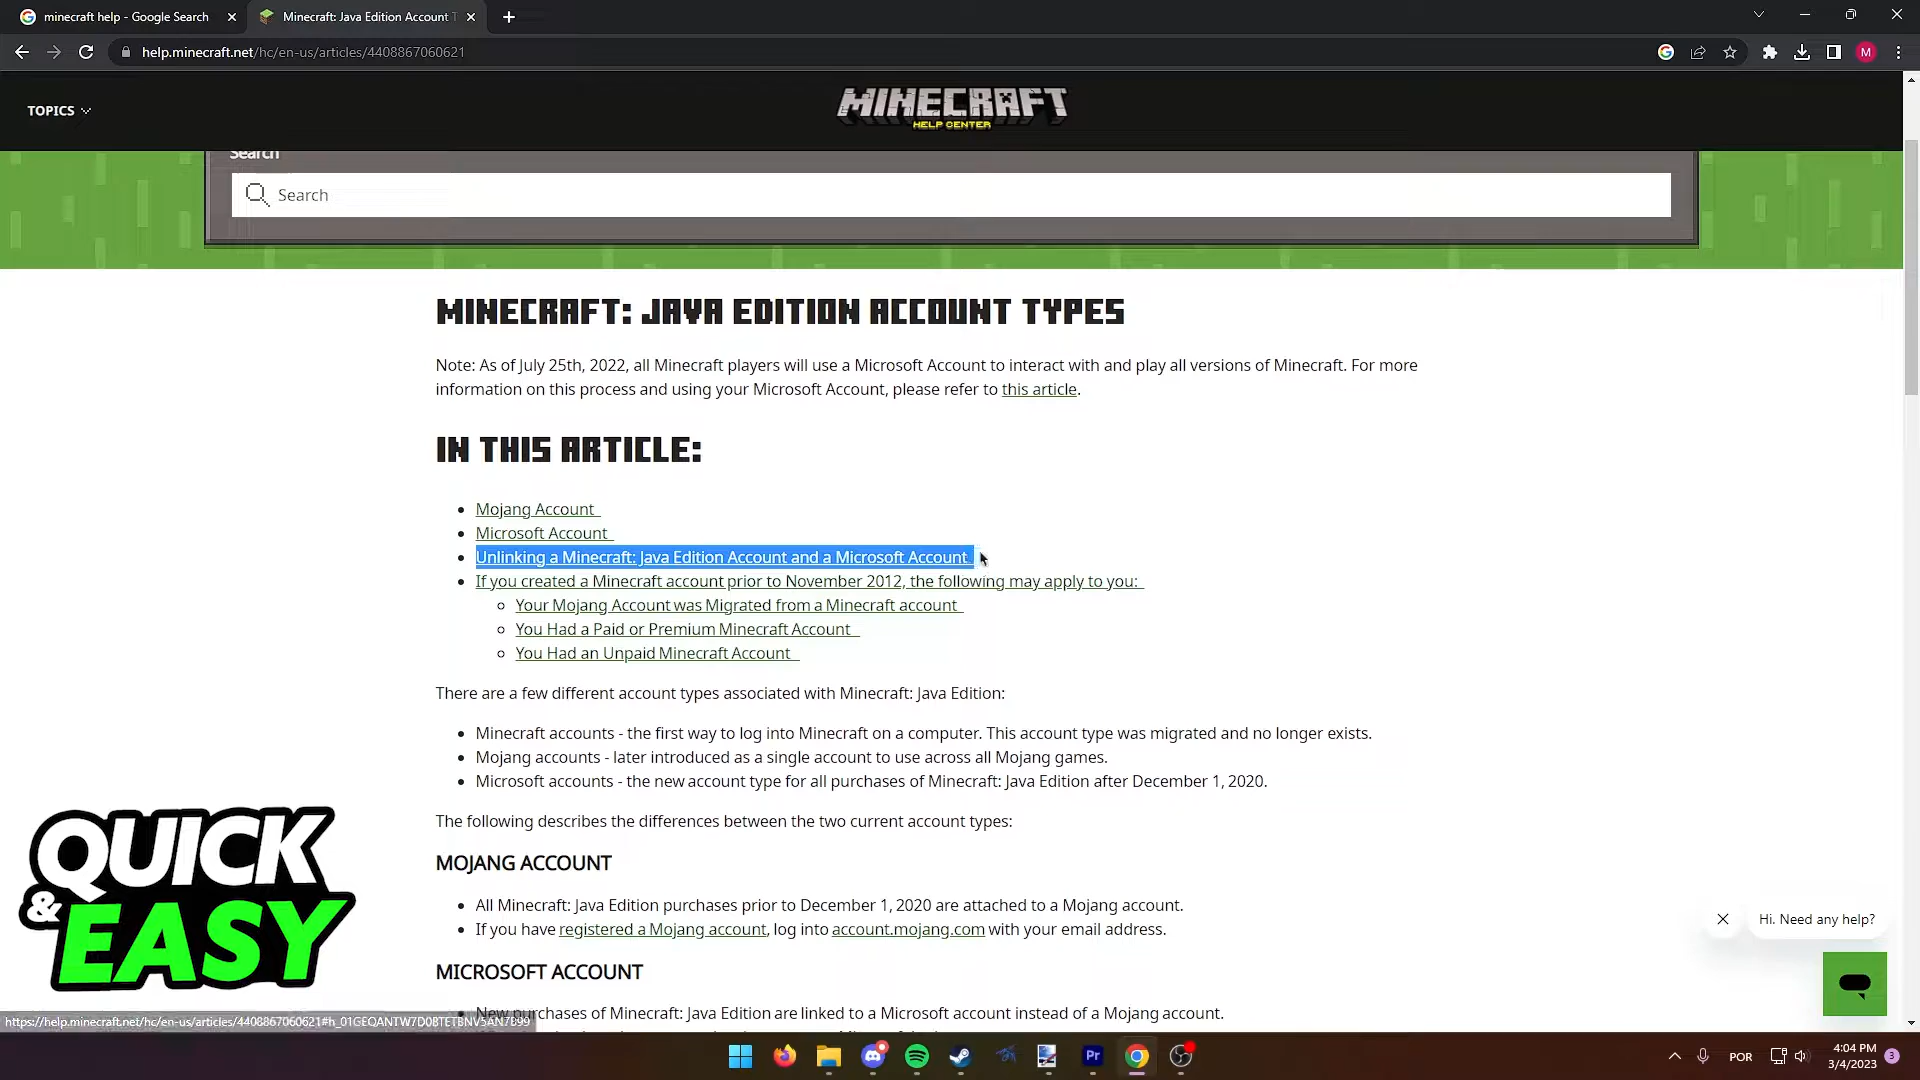 minecraft help - Google Search
Minecraft: Java Edition Account T
help.minecraft.net/hc/en-us/articles/4408867060621
M
TOPICS
MINECRAFT
HELP CENTER
Search
Search
MINECRAFT: JAVA EDITION ACCOUNT TYPES
Note: As of July 25th, 2022, all Minecraft players will use a Microsoft Account to interact with and play all versions of Minecraft. For more
information on this process and using your Microsoft Account, please refer to this article.
IN THIS ARTICLE:
Mojang Account
Microsoft Account
Unlinking a Minecraft: Java Edition Account and a Microsoft Account
If you created a Minecraft account prior to November 2012, the following may apply to you:
Your Mojang Account was Migrated from a Minecraft account
You Had a Paid or Premium Minecraft Account
You Had an Unpaid Minecraft Account
There are a few different account types associated with Minecraft: Java Edition:
Minecraft accounts - the first way to log into Minecraft on a computer. This account type was migrated and no longer exists.
Mojang accounts - later introduced as a single account to use across all Mojang games.
Microsoft accounts - the new account type for all purchases of Minecraft: Java Edition after December 1, 2020.
The following describes the differences between the two current account types:
MOJANG ACCOUNT
All Minecraft: Java Edition purchases prior to December 1, 2020 are attached to a Mojang account.
If you have registered a Mojang account, log into account.mojang.com with your email address.
MICROSOFT ACCOUNT
New purchases of Minecraft: Java Edition are linked to a Microsoft account instead of a Mojang account.
QUICK
& EASY
Hi. Need any help?
https://help.minecraft.net/hc/en-us/articles/4408867060621#h_01GEQANTW7D08TETBNV5AN7B99
Pr
POR
4:04 PM
3/4/2023
3